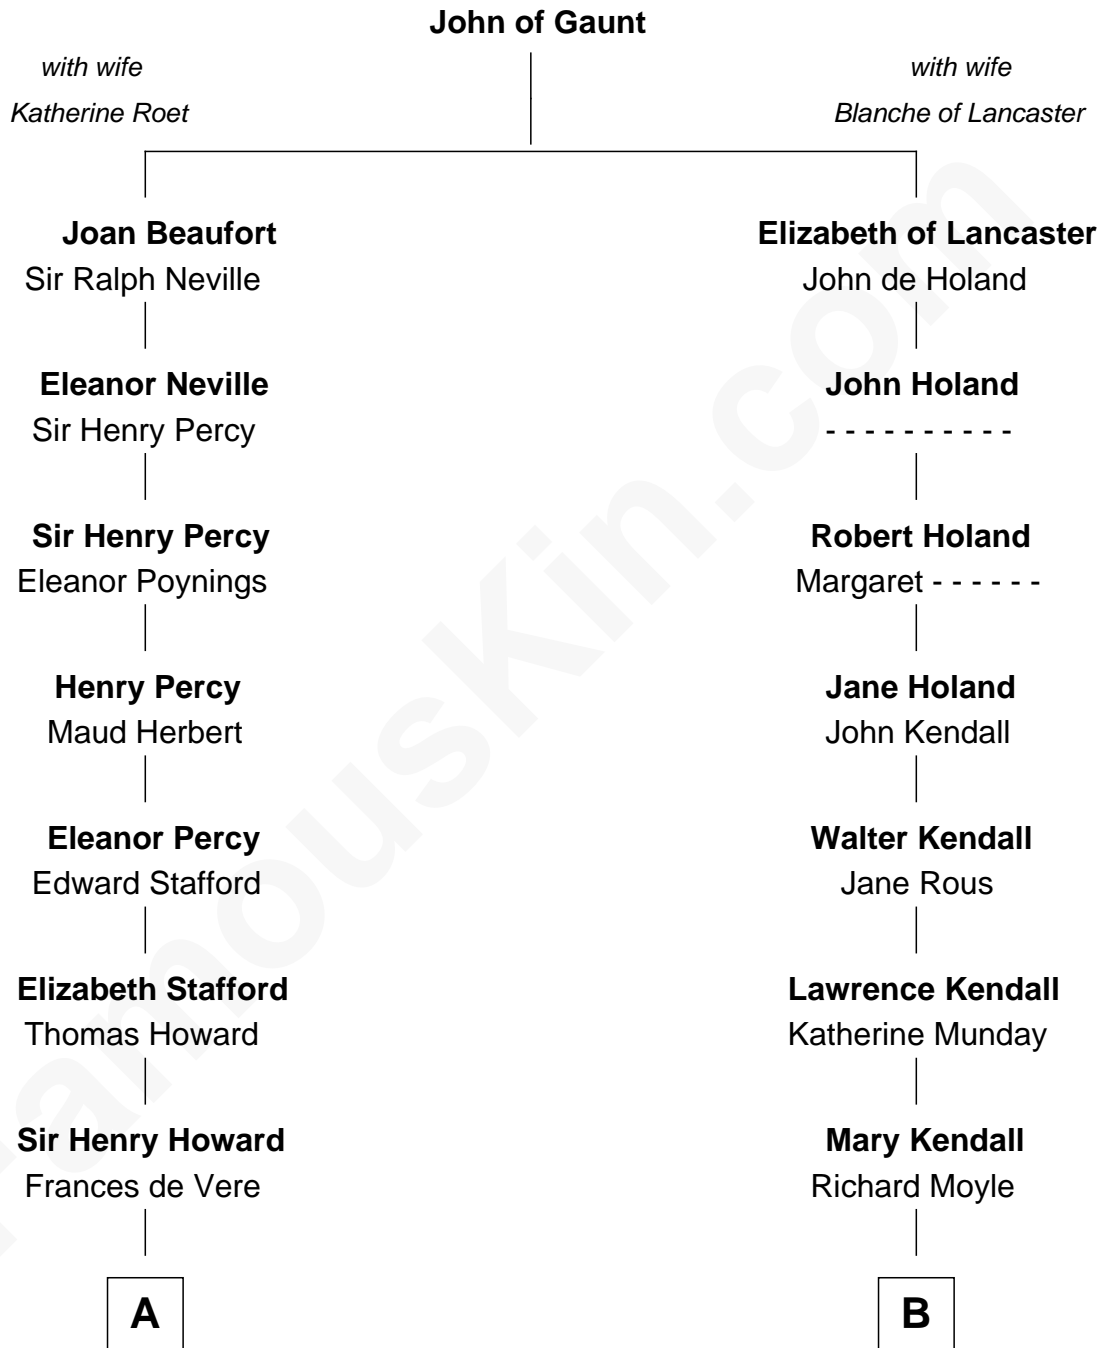 John of Gaunt
with wife
Katherine Roet
with wife
Blanche of Lancaster
Joan Beaufort
Sir Ralph Neville
Elizabeth of Lancaster
John de Holand
Eleanor Neville
Sir Henry Percy
John Holand
- - - - - - - - - -
Sir Henry Percy
Eleanor Poynings
Robert Holand
Margaret - - - - - -
Henry Percy
Maud Herbert
Jane Holand
John Kendall
Eleanor Percy
Edward Stafford
Walter Kendall
Jane Rous
Elizabeth Stafford
Thomas Howard
Lawrence Kendall
Katherine Munday
Sir Henry Howard
Frances de Vere
Mary Kendall
Richard Moyle
A
B
FamousKin.com